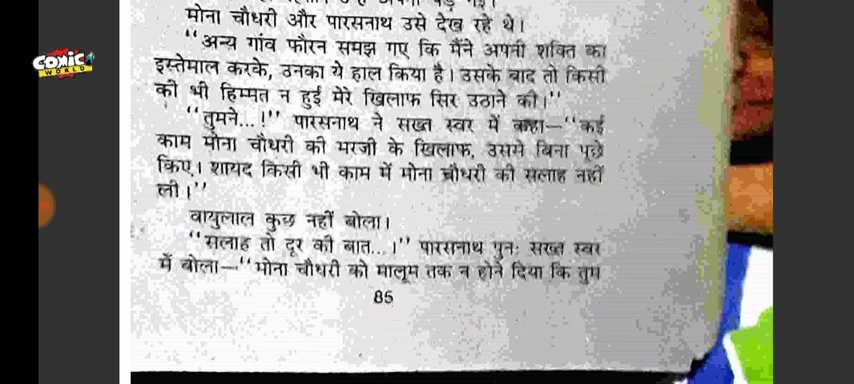 COMIC
WORLD
मोना चौधरी और पारसनाथ उसे देख रहे थे।
‘‘अन्य गांव फौरन समझ गए कि मैंने अपनी शक्ति का
इस्तेमाल करके, उनका ये हाल किया है। उसके बाद तो किसी
की भी हिम्मत न हुई मेरे खिलाफ सिर उठाने की।’’
‘‘तुमने...!’’ पारसनाथ ने सख्त स्वर में कहा—‘‘कई
काम मोना चौधरी की मरजी के खिलाफ, उससे बिना पूछे
किए। शायद किसी भी काम में मोना चौधरी की सलाह नहीं
ली।’’
वायुलाल कुछ नहीं बोला।
‘‘सलाह तो दूर की बात...।’’ पारसनाथ पुनः सख्त स्वर
में बोला—‘‘मोना चौधरी को मालूम तक न होने दिया कि तुम
85